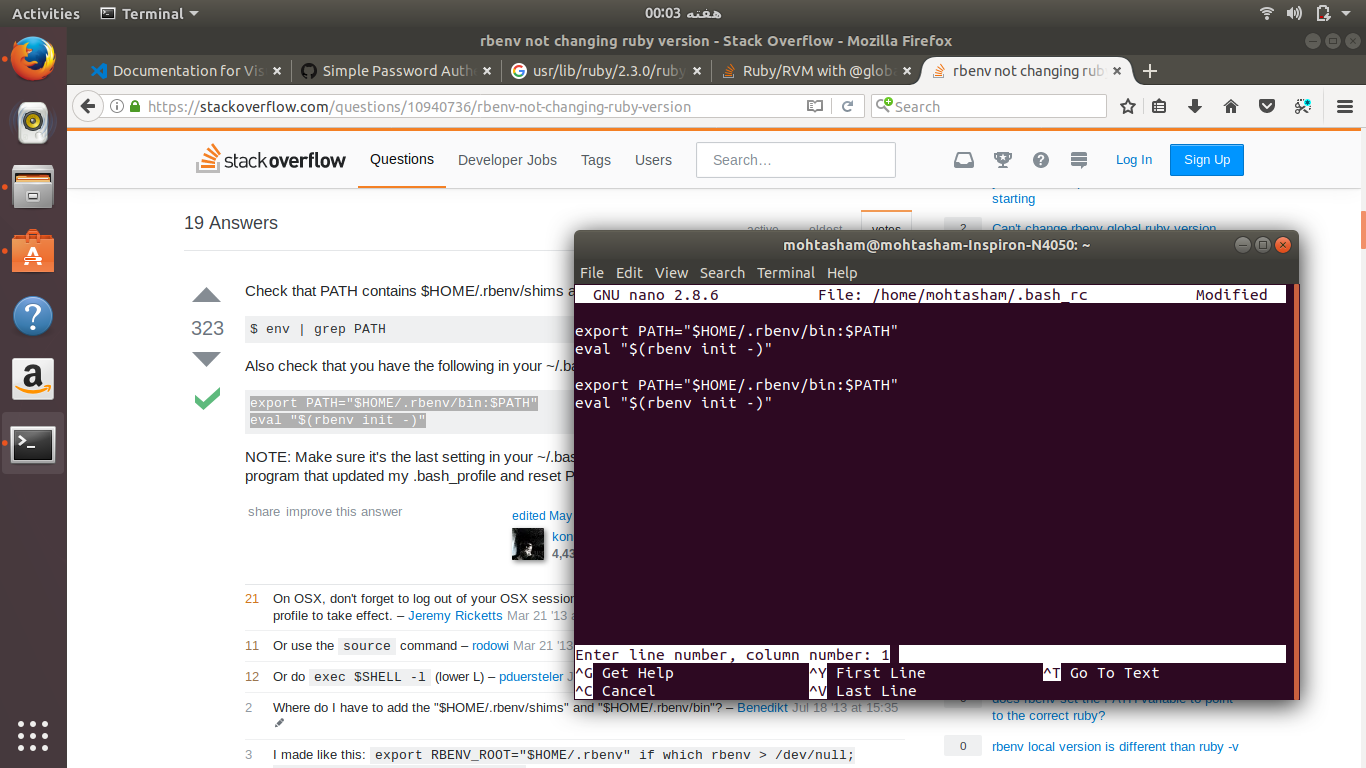 Activities
Terminal
هفته 00:03
rbenv not changing ruby version - Stack Overflow - Mozilla Firefox
Documentation for Vis
Simple Password Auth
usr/lib/ruby/2.3.0/ruby
Ruby/RVM with @globa
rbenv not changing rub
https://stackoverflow.com/questions/10940736/rbenv-not-changing-ruby-version
Search
stackoverflow
Questions
Developer Jobs
Tags
Users
Search...
Log In
Sign Up
starting
19 Answers
active
oldest
votes
2
Can't change rbenv global ruby version
Check that PATH contains $HOME/.rbenv/shims a
323
$ env | grep PATH
Also check that you have the following in your ~/.ba
export PATH="$HOME/.rbenv/bin:$PATH"
eval "$(rbenv init -)"
NOTE: Make sure it's the last setting in your ~/.bas
program that updated my .bash_profile and reset P
share improve this answer
edited May
kon
4,43
21 On OSX, don't forget to log out of your OSX session
profile to take effect. – Jeremy Ricketts Mar 21 '13 a
11 Or use the source command – rodowi Mar 21 '13
12 Or do exec $SHELL -l (lower L) – pduersteler J
2 Where do I have to add the "$HOME/.rbenv/shims" and "$HOME/.rbenv/bin"? – Benedikt Jul 18 '13 at 15:35
3 I made like this: export RBENV_ROOT="$HOME/.rbenv" if which rbenv > /dev/null;
mohtasham@mohtasham-Inspiron-N4050: ~
File Edit View Search Terminal Help
GNU nano 2.8.6 File: /home/mohtasham/.bash_rc Modified
export PATH="$HOME/.rbenv/bin:$PATH"
eval "$(rbenv init -)"
export PATH="$HOME/.rbenv/bin:$PATH"
eval "$(rbenv init -)"
Enter line number, column number: 1
^G Get Help ^Y First Line ^T Go To Text
^C Cancel ^V Last Line
does rbenv set the PATH variable to point
to the correct ruby?
0 rbenv local version is different than ruby -v